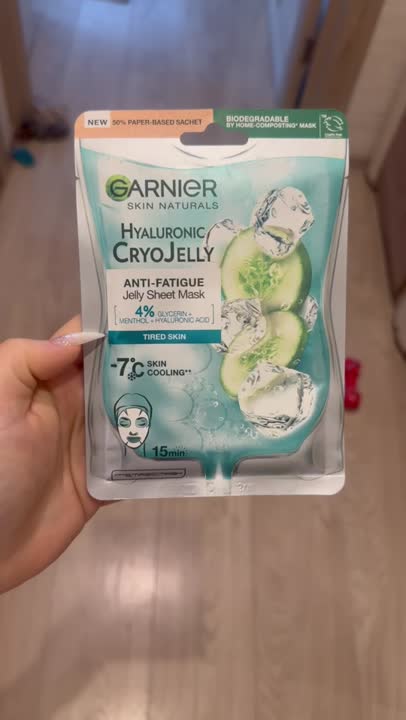 NEW 50% PAPER-BASED SACHET
BIODEGRADABLE
BY HOME-COMPOSTING* MASK
GARNIER
SKIN NATURALS
HYALURONIC
CRYOJELLY
ANTI-FATIGUE
Jelly Sheet Mask
4% GLYCERIN +
MENTHOL + HYALURONIC ACID
TIRED SKIN
-7°C SKIN
COOLING**
15min